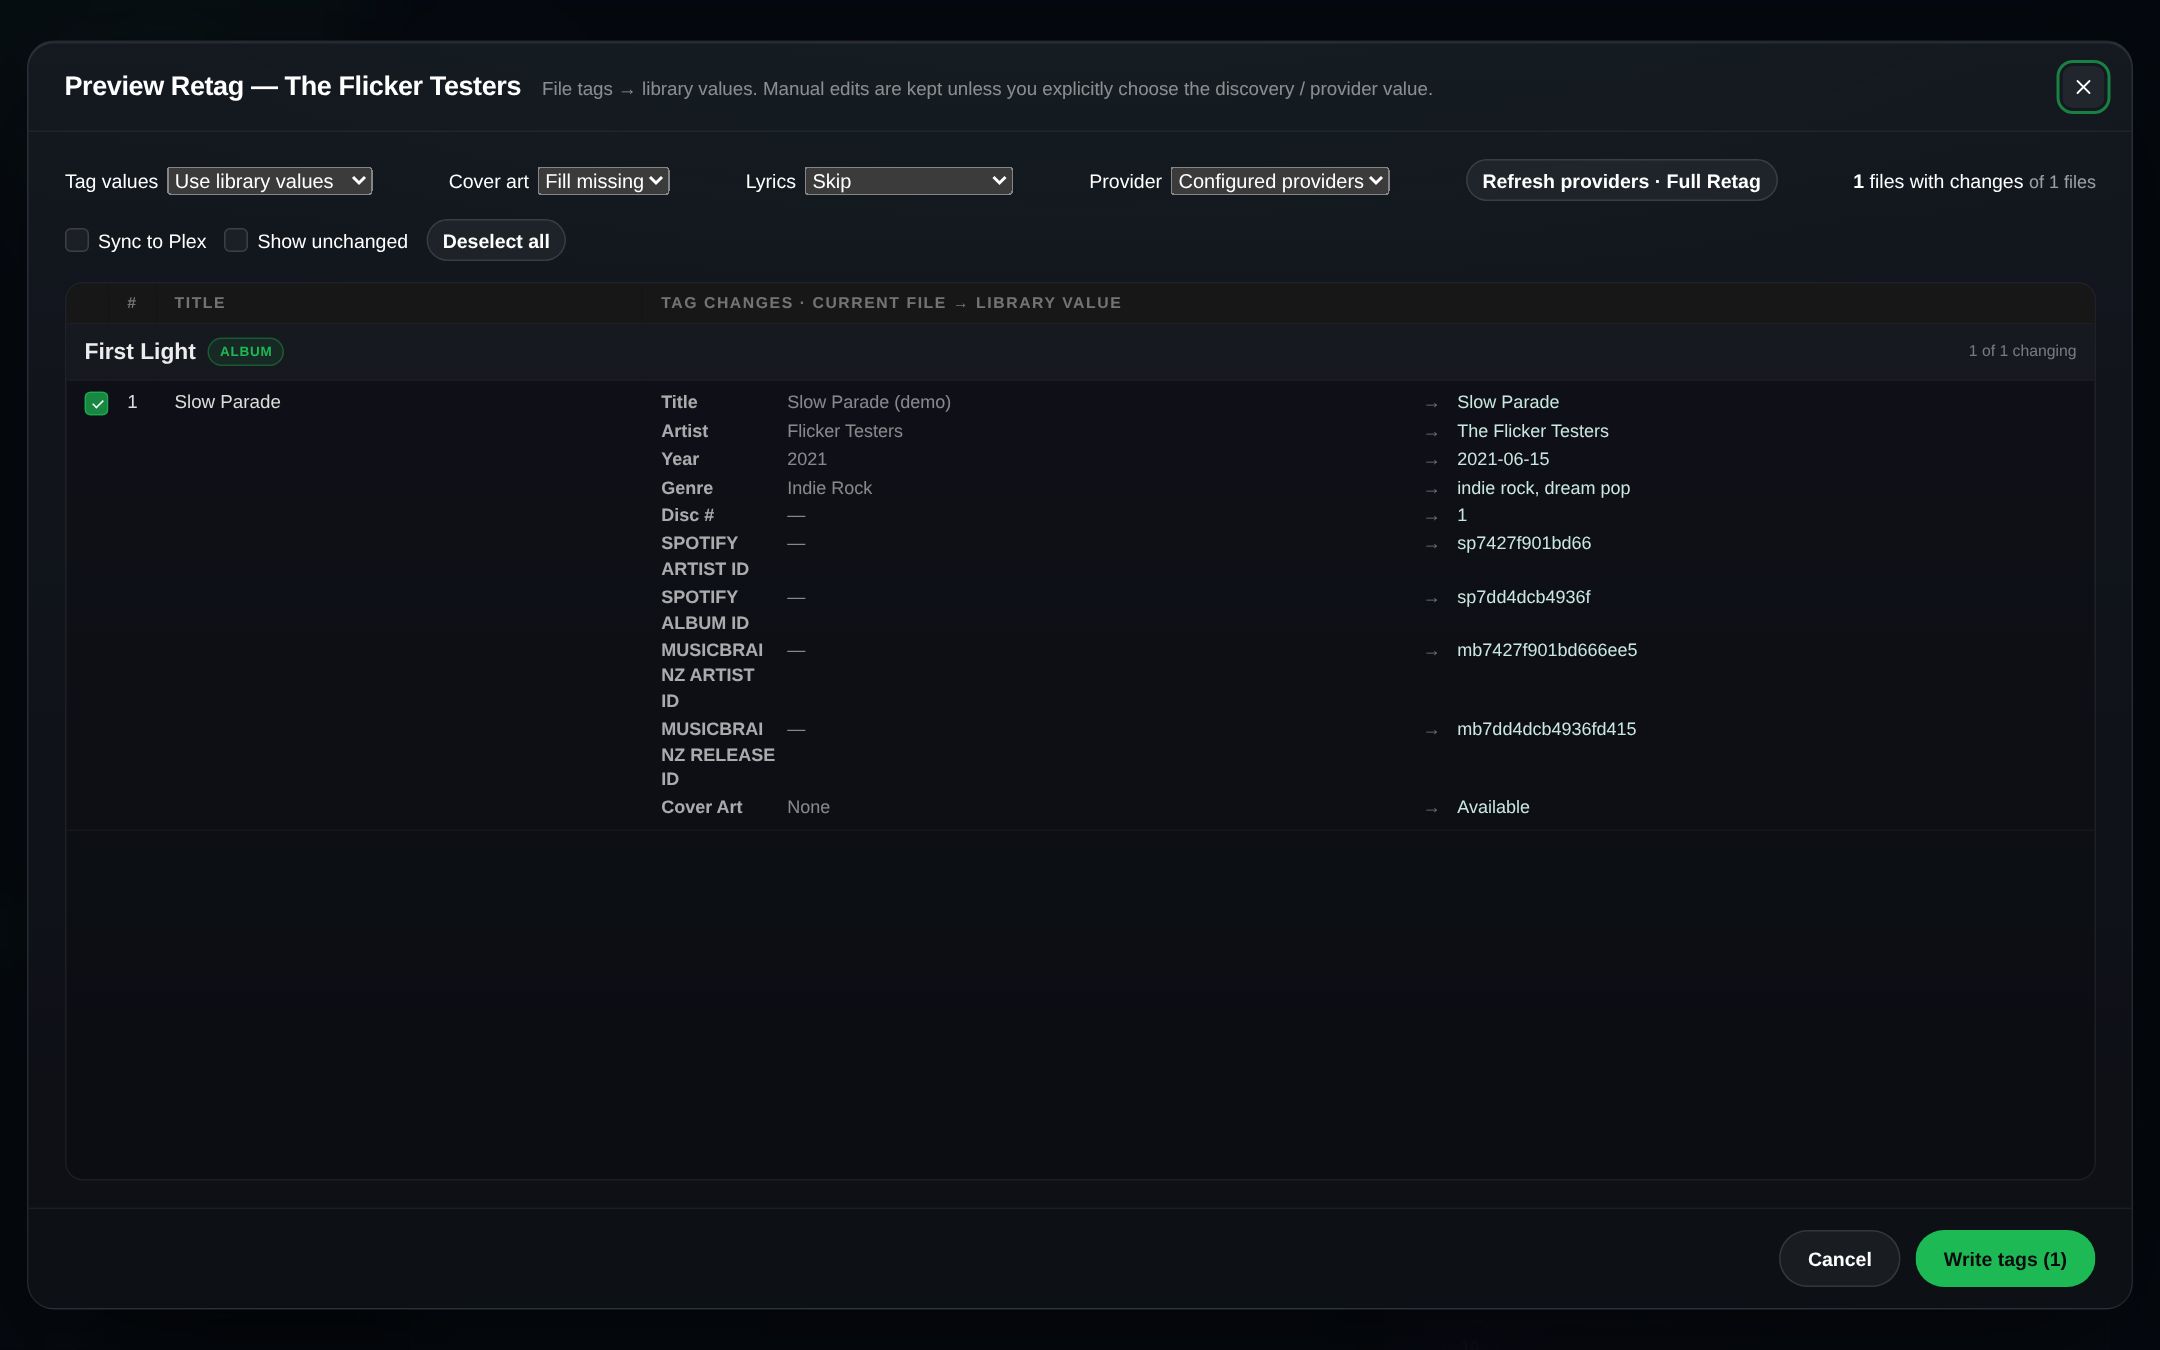 Preview Retag — The Flicker Testers File tags → library values. Manual edits are kept unless you explicitly choose the discovery / provider value.
Tag values Use library values Cover art Fill missing Lyrics Skip Provider Configured providers Refresh providers · Full Retag 1 files with changes of 1 files
Sync to Plex Show unchanged Deselect all
# TITLE TAG CHANGES · CURRENT FILE → LIBRARY VALUE
First Light ALBUM 1 of 1 changing
1 Slow Parade Title Slow Parade (demo) → Slow Parade
Artist Flicker Testers → The Flicker Testers
Year 2021 → 2021-06-15
Genre Indie Rock → indie rock, dream pop
Disc # — → 1
SPOTIFY — → sp7427f901bd66
ARTIST ID
SPOTIFY — → sp7dd4dcb4936f
ALBUM ID
MUSICBRAI — → mb7427f901bd666ee5
NZ ARTIST
ID
MUSICBRAI — → mb7dd4dcb4936fd415
NZ RELEASE
ID
Cover Art None → Available
Cancel Write tags (1)